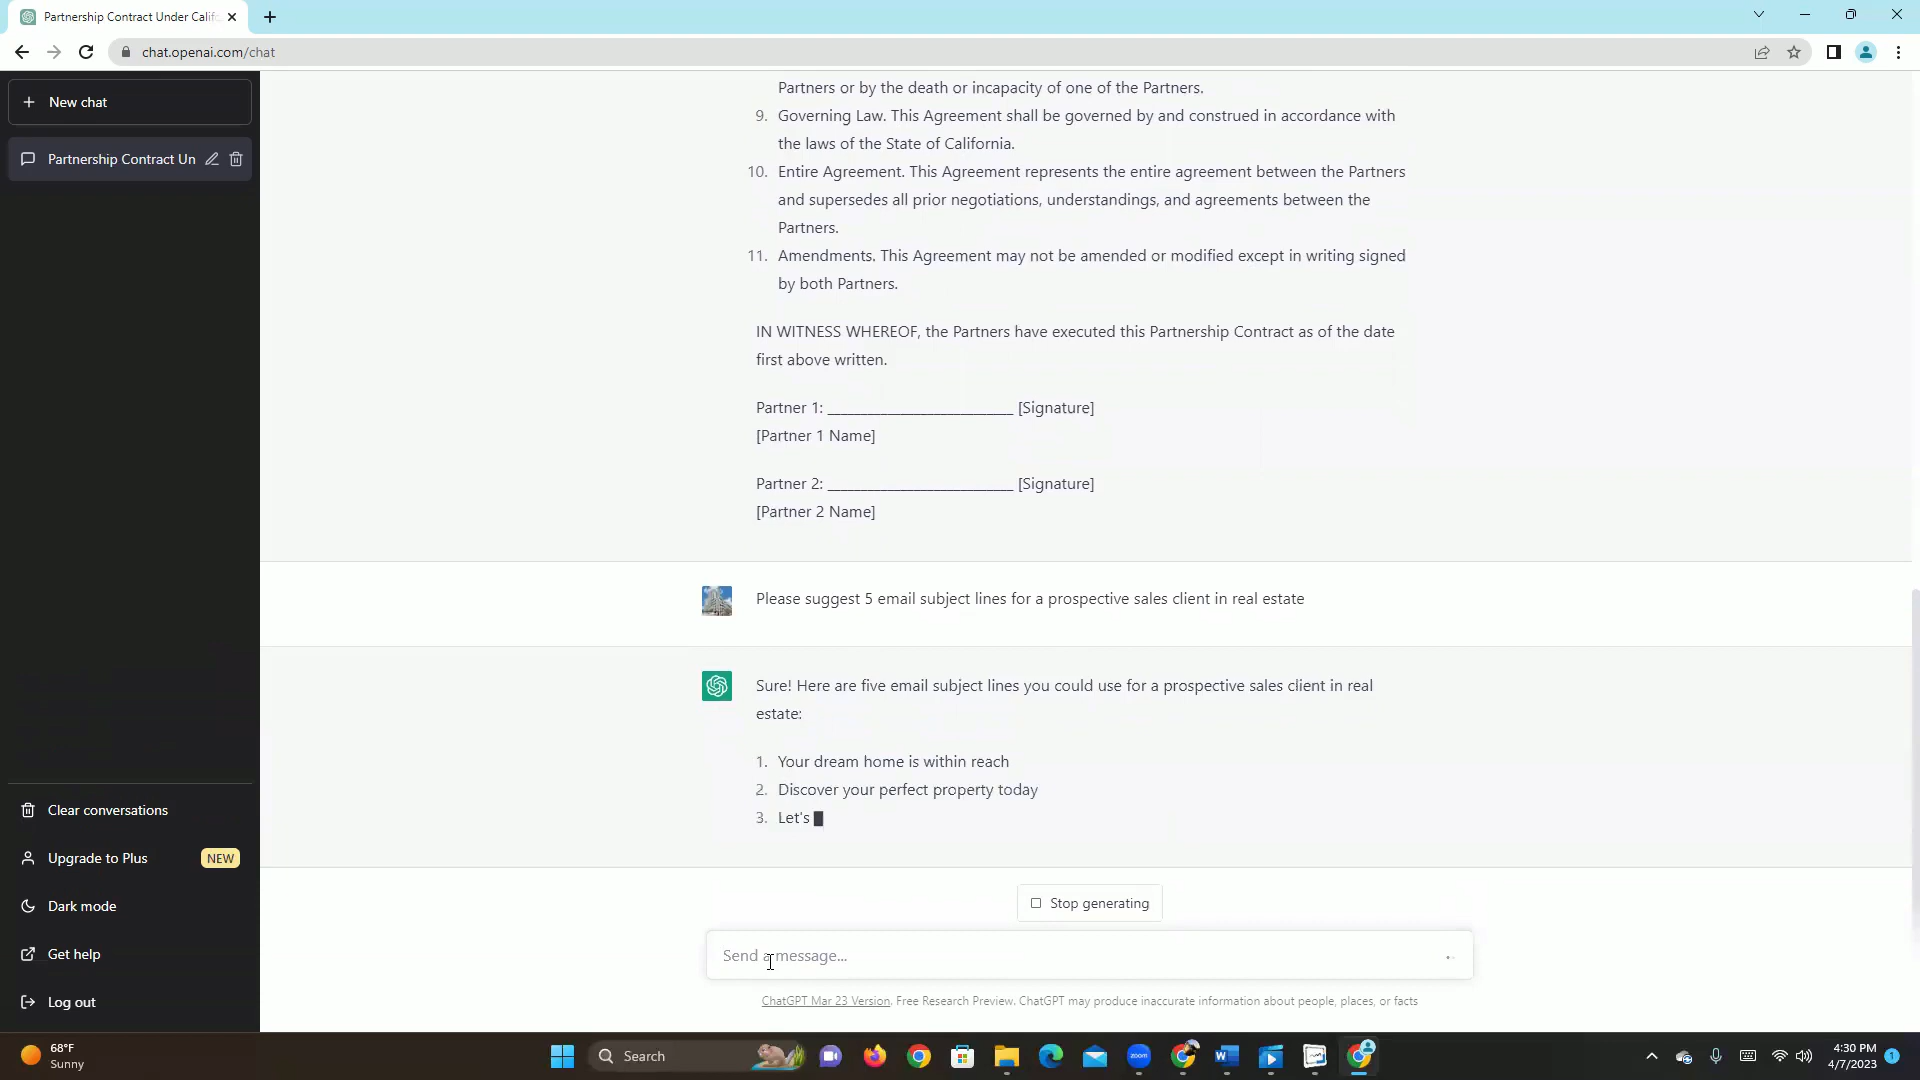 Partnership Contract Under Calif
chat.openai.com/chat
New chat
Partnership Contract Un
Partners or by the death or incapacity of one of the Partners.
9. Governing Law. This Agreement shall be governed by and construed in accordance with
the laws of the State of California.
10. Entire Agreement. This Agreement represents the entire agreement between the Partners
and supersedes all prior negotiations, understandings, and agreements between the
Partners.
11. Amendments. This Agreement may not be amended or modified except in writing signed
by both Partners.
IN WITNESS WHEREOF, the Partners have executed this Partnership Contract as of the date
first above written.
Partner 1: ___________________________ [Signature]
[Partner 1 Name]
Partner 2: ___________________________ [Signature]
[Partner 2 Name]
Please suggest 5 email subject lines for a prospective sales client in real estate
Sure! Here are five email subject lines you could use for a prospective sales client in real
estate:
1. Your dream home is within reach
2. Discover your perfect property today
3. Let's
Clear conversations
Upgrade to Plus NEW
Dark mode
Get help
Log out
Stop generating
Send a message...
ChatGPT Mar 23 Version. Free Research Preview. ChatGPT may produce inaccurate information about people, places, or facts
68°F
Sunny
Search
zoom
4:30 PM
4/7/2023
1